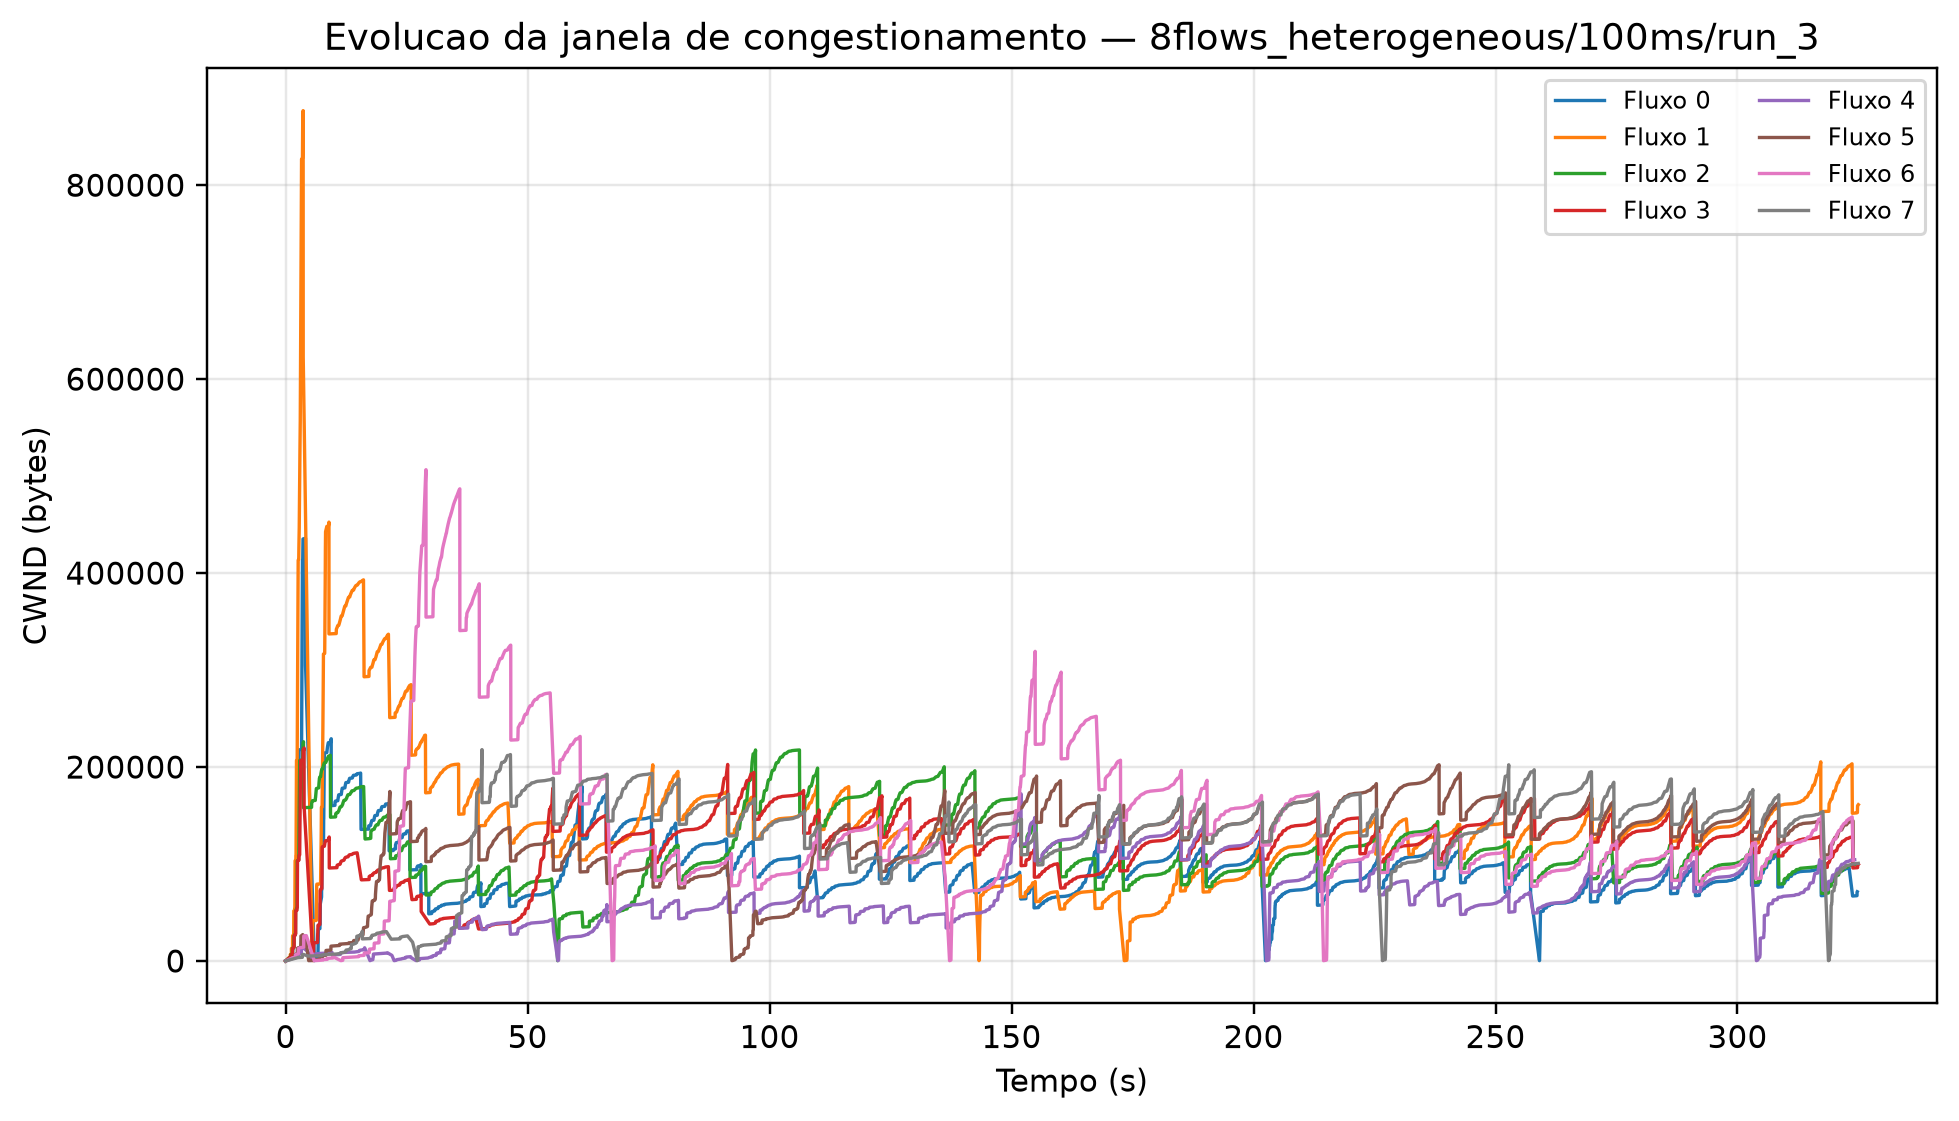 Evolucao da janela de congestionamento — 8flows_heterogeneous/100ms/run_3
Fluxo 0
Fluxo 1
Fluxo 2
Fluxo 3
Fluxo 4
Fluxo 5
Fluxo 6
Fluxo 7
CWND (bytes)
800000
600000
400000
200000
0
0 50 100 150 200 250 300
Tempo (s)